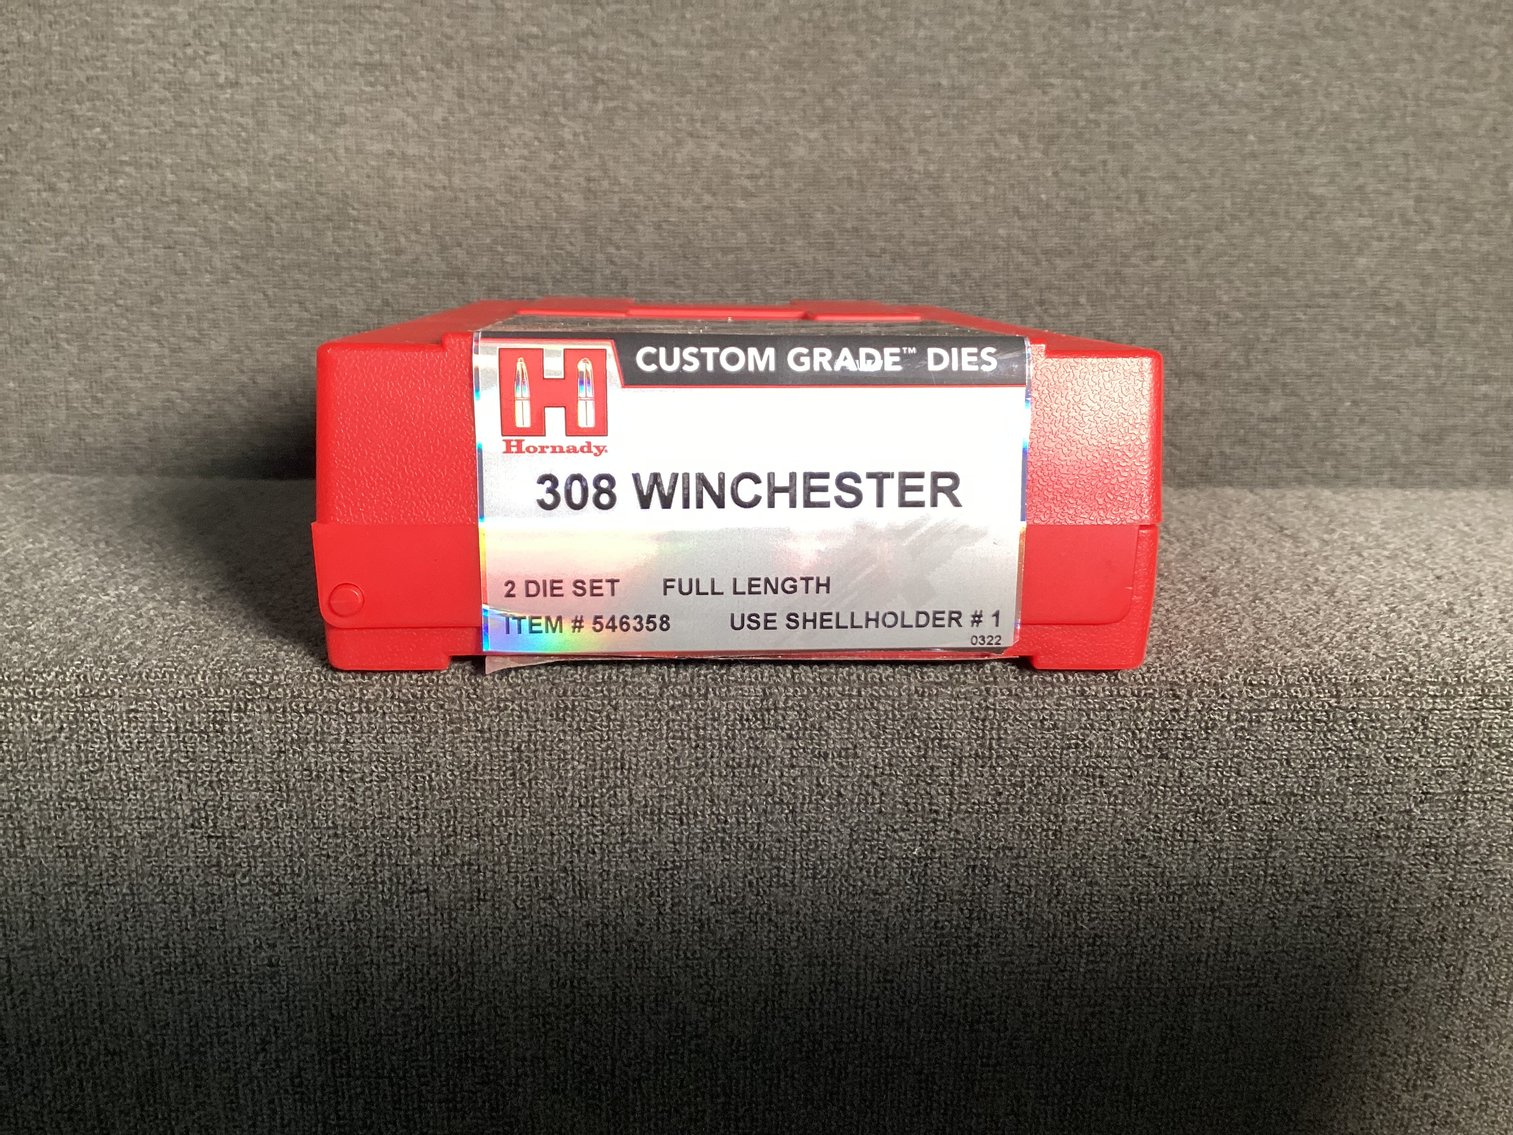 CUSTOM GRADE™ DIES
Hornady
308 WINCHESTER
2 DIE SET FULL LENGTH
ITEM # 546358 USE SHELLHOLDER # 1
0322